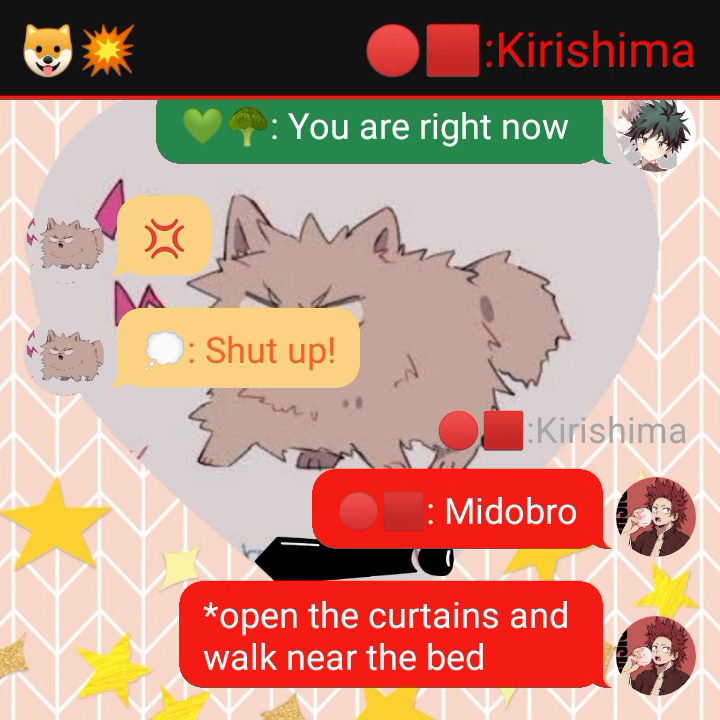 🐶💥
🔴🟥:Kirishima
💚🥦: You are right now
💢
💭: Shut up!
🔴🟥:Kirishima
🔴🟥: Midobro
*open the curtains and
walk near the bed